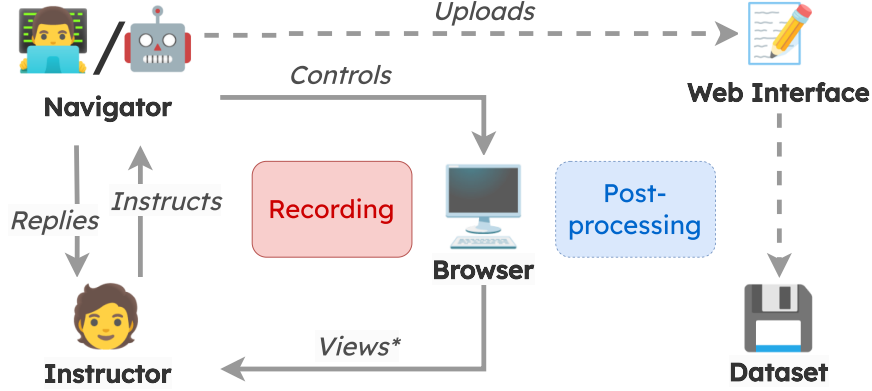 Uploads
/
Controls
Navigator
Web Interface
Replies
Instructs
Recording
Post-
processing
Browser
Views*
Instructor
Dataset